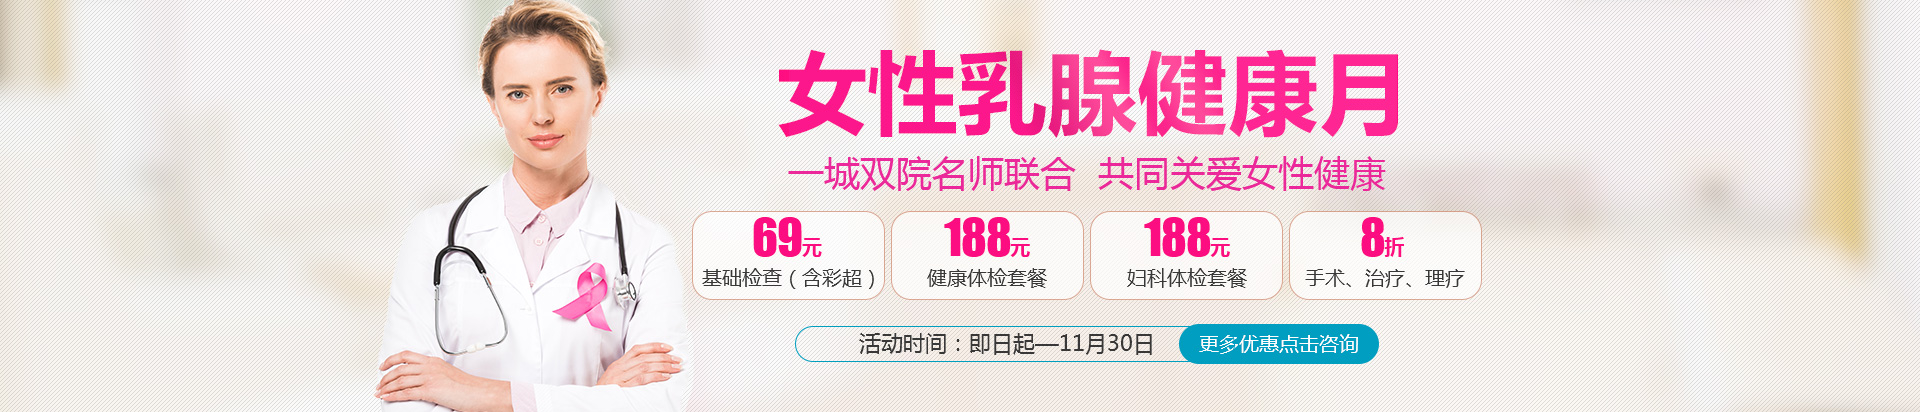 女性乳腺健康月
一城双院名师联合 共同关爱女性健康
69元
基础检查（含彩超）
188元
健康体检套餐
188元
妇科体检套餐
8折
手术、治疗、理疗
活动时间：即日起—11月30日
更多优惠点击咨询